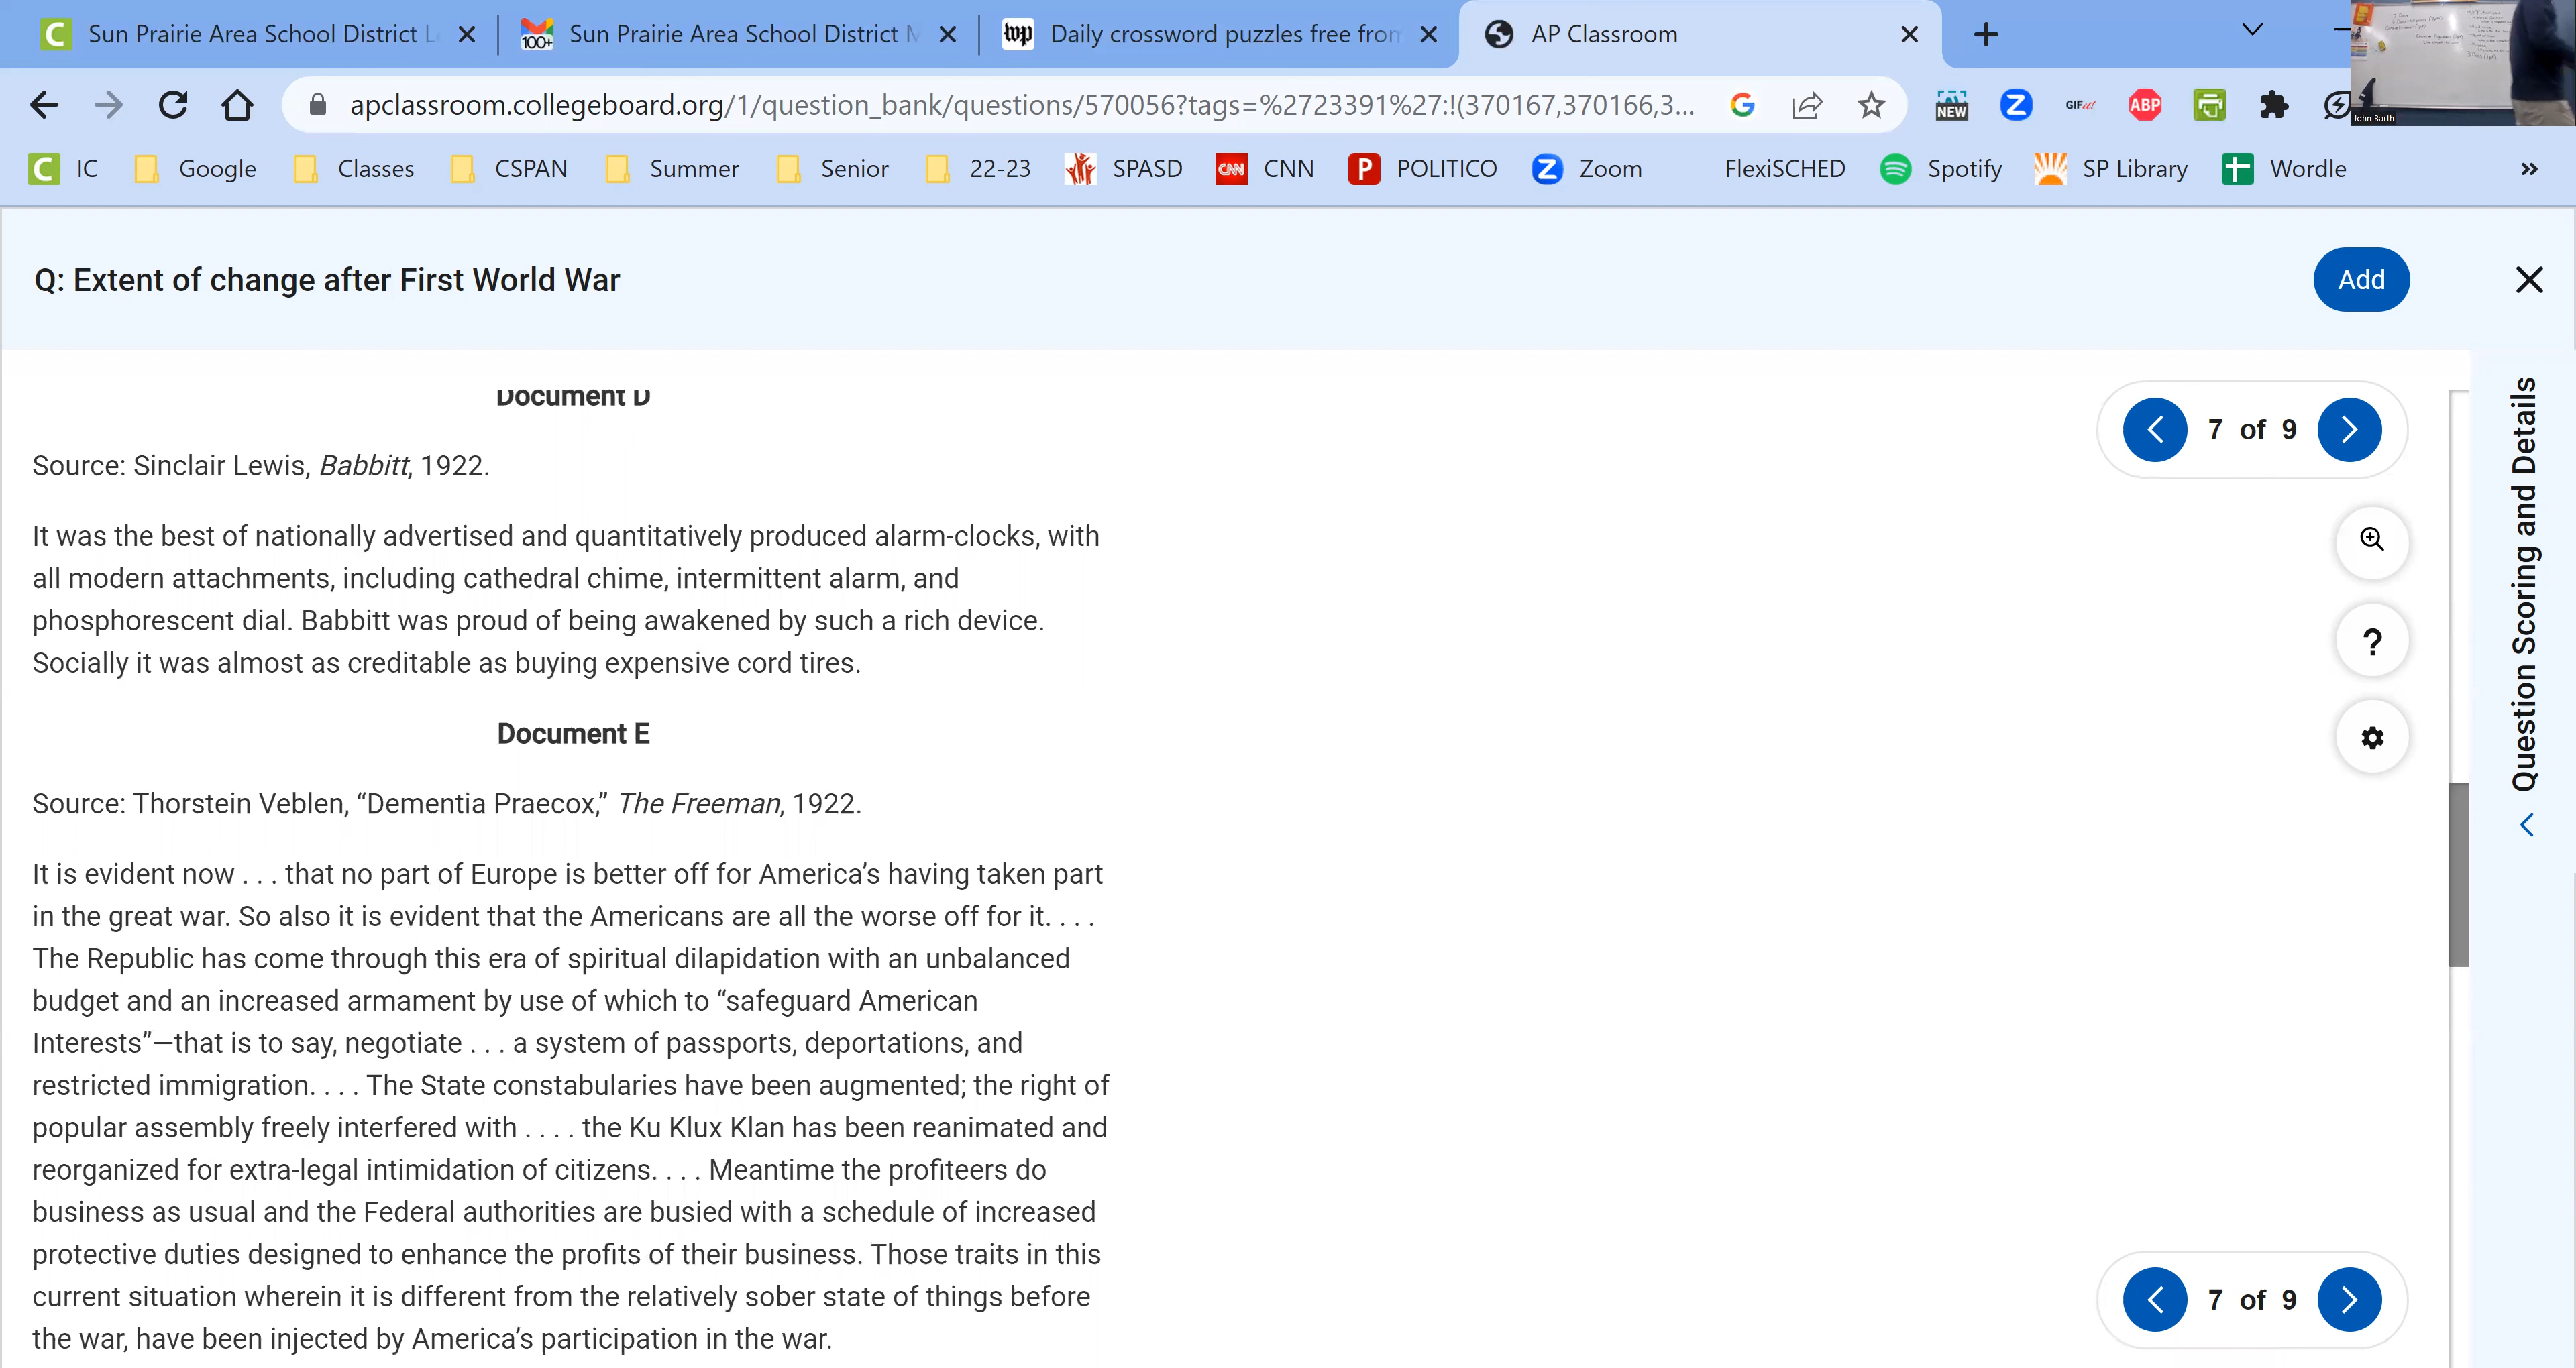 Sun Prairie Area School District L
100+
Sun Prairie Area School District M
wp
Daily crossword puzzles free from
AP Classroom
apclassroom.collegeboard.org/1/question_bank/questions/570056?tags=%2723391%27:!(370167,370166,3...
NEW
GIFit!
ABP
John Barth
IC
Google
Classes
CSPAN
Summer
Senior
22-23
SPASD
CNN
CNN
POLITICO
Zoom
FlexiSCHED
Spotify
SP Library
Wordle
»
Q: Extent of change after First World War
Add
Document D
7 of 9
Source: Sinclair Lewis, Babbitt, 1922.
It was the best of nationally advertised and quantitatively produced alarm-clocks, with
all modern attachments, including cathedral chime, intermittent alarm, and
phosphorescent dial. Babbitt was proud of being awakened by such a rich device.
Socially it was almost as creditable as buying expensive cord tires.
Document E
Source: Thorstein Veblen, “Dementia Praecox,” The Freeman, 1922.
It is evident now . . . that no part of Europe is better off for America’s having taken part
in the great war. So also it is evident that the Americans are all the worse off for it. . . .
The Republic has come through this era of spiritual dilapidation with an unbalanced
budget and an increased armament by use of which to “safeguard American
Interests”—that is to say, negotiate . . . a system of passports, deportations, and
restricted immigration. . . . The State constabularies have been augmented; the right of
popular assembly freely interfered with . . . . the Ku Klux Klan has been reanimated and
reorganized for extra-legal intimidation of citizens. . . . Meantime the profiteers do
business as usual and the Federal authorities are busied with a schedule of increased
protective duties designed to enhance the profits of their business. Those traits in this
current situation wherein it is different from the relatively sober state of things before
the war, have been injected by America’s participation in the war.
?
Question Scoring and Details
7 of 9